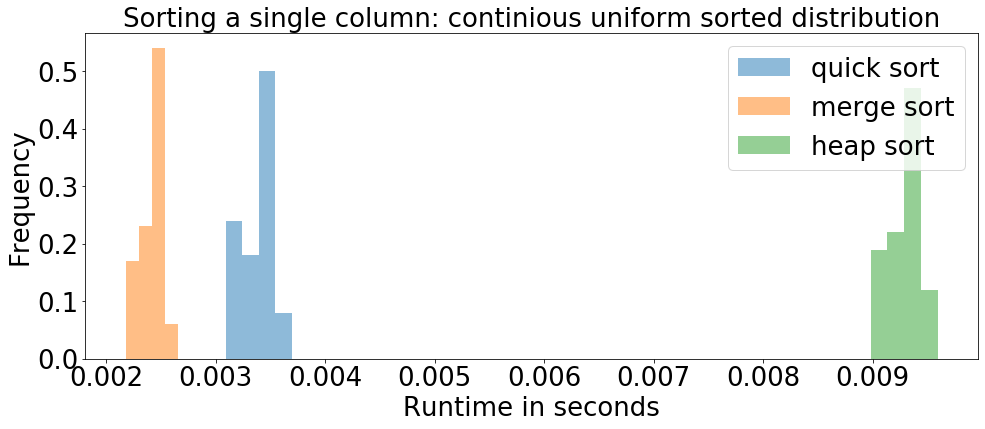 Sorting a single column: continious uniform sorted distribution
quick sort
merge sort
heap sort
Frequency
0.5
0.4
0.3
0.2
0.1
0.0
0.002 0.003 0.004 0.005 0.006 0.007 0.008 0.009
Runtime in seconds